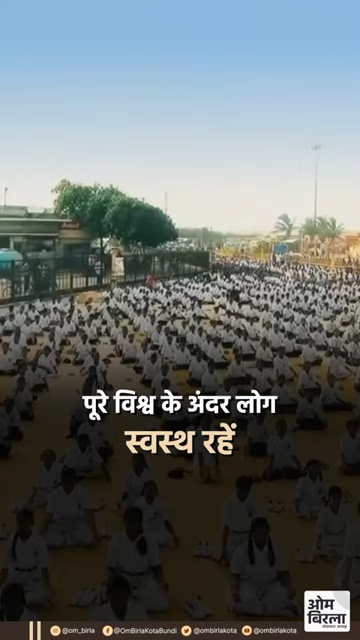 पूरे विश्व के अंदर लोग
स्वस्थ रहें
ओम
बिरला
@om_birla
@OmBirlaKotaBundi
@ombirlakota
@ombirlakota